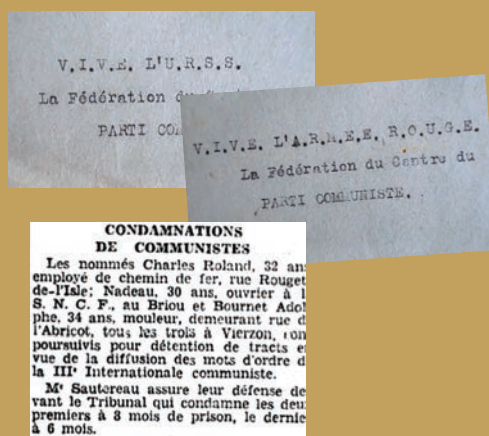 V.I.V.E. L'U.R.S.S.
La Fédération
PARTI
V.I.V.E. L'A.R.M.E.E. R.O.U.G.E.
La Fédération du Centre du
PARTI COMMUNISTE.
CONDAMNATIONS
DE COMMUNISTES
Les nommés Charles Roland, 32 ans
employé de chemin de fer, rue Rouget
de-l'Isle; Nadeau, 30 ans, ouvrier à l
S. N. C. F., au Briou et Bournet Adol
phe, 34 ans, mouleur, demeurant rue d
l'Abricot, tous les trois à Vierzon, son
poursuivis pour détention de tracts e
vue de la diffusion des mots d'ordre d
la IIIe Internationale communiste.
Me Sautereau assure leur défense de
vant le Tribunal qui condamne les deu
premiers à 8 mois de prison, le dernie
à 6 mois.